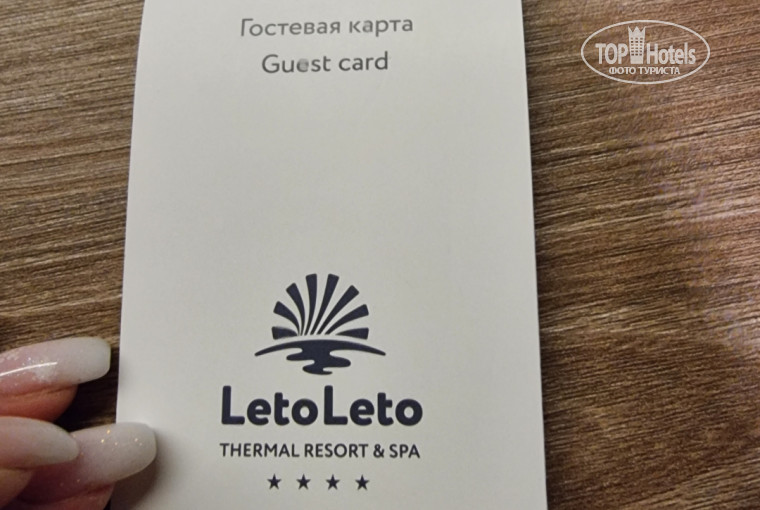 Гостевая карта
Guest card
TOP Hotels
ФОТО ТУРИСТА
LetoLeto
THERMAL RESORT & SPA